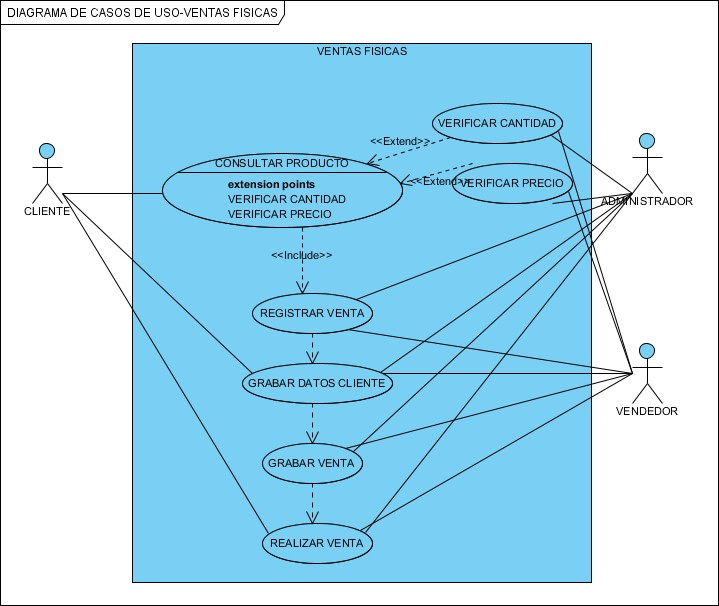 DIAGRAMA DE CASOS DE USO-VENTAS FISICAS
VENTAS FISICAS
VERIFICAR CANTIDAD
<<Extend>>
CONSULTAR PRODUCTO
extension points
VERIFICAR CANTIDAD
VERIFICAR PRECIO
<<Extend>>
VERIFICAR PRECIO
CLIENTE
ADMINISTRADOR
<<Include>>
REGISTRAR VENTA
GRABAR DATOS CLIENTE
VENDEDOR
GRABAR VENTA
REALIZAR VENTA